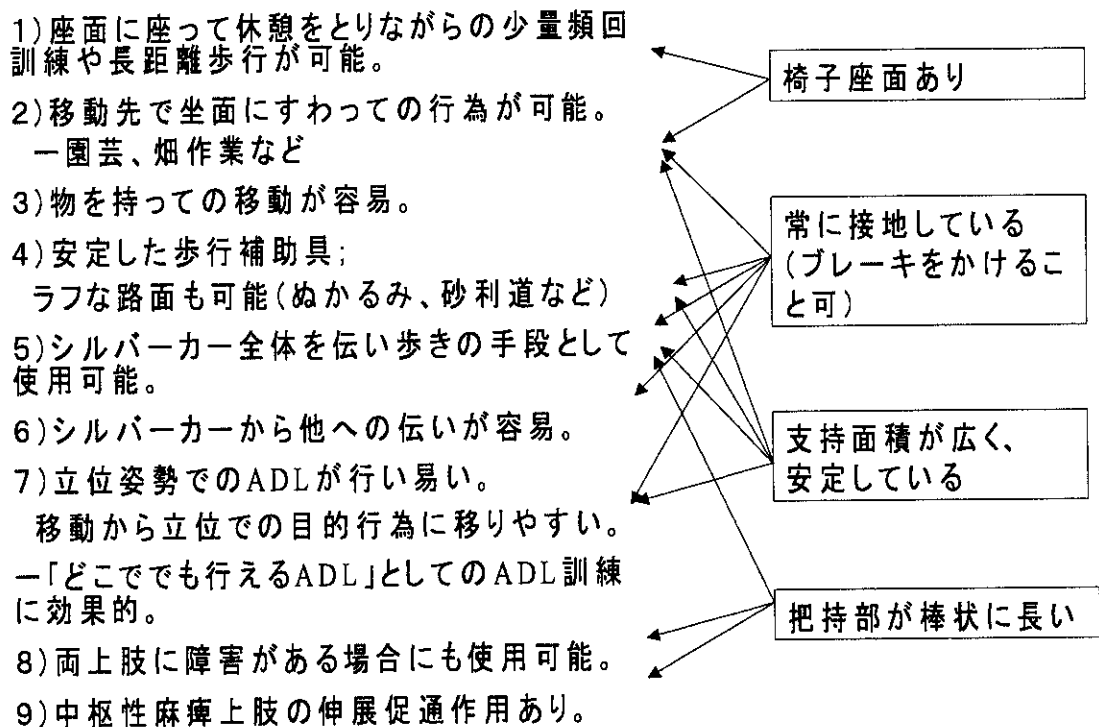 1)座面に座って休憩をとりながらの少量頻回
訓練や長距離歩行が可能。
2)移動先で坐面にすわっての行為が可能。
ー園芸、畑作業など
3)物を持っての移動が容易。
4)安定した歩行補助具;
ラフな路面も可能(ぬかるみ、砂利道など)
5)シルバーカー全体を伝い歩きの手段として
使用可能。
6)シルバーカーから他への伝いが容易。
7)立位姿勢でのADLが行い易い。
移動から立位での目的行為に移りやすい。
ー「どこででも行えるADL」としてのADL訓練
に効果的。
8)両上肢に障害がある場合にも使用可能。
9)中枢性麻痺上肢の伸展促通作用あり。
椅子座面あり
常に接地している
(ブレーキをかけるこ
と可)
支持面積が広く、
安定している
把持部が棒状に長い